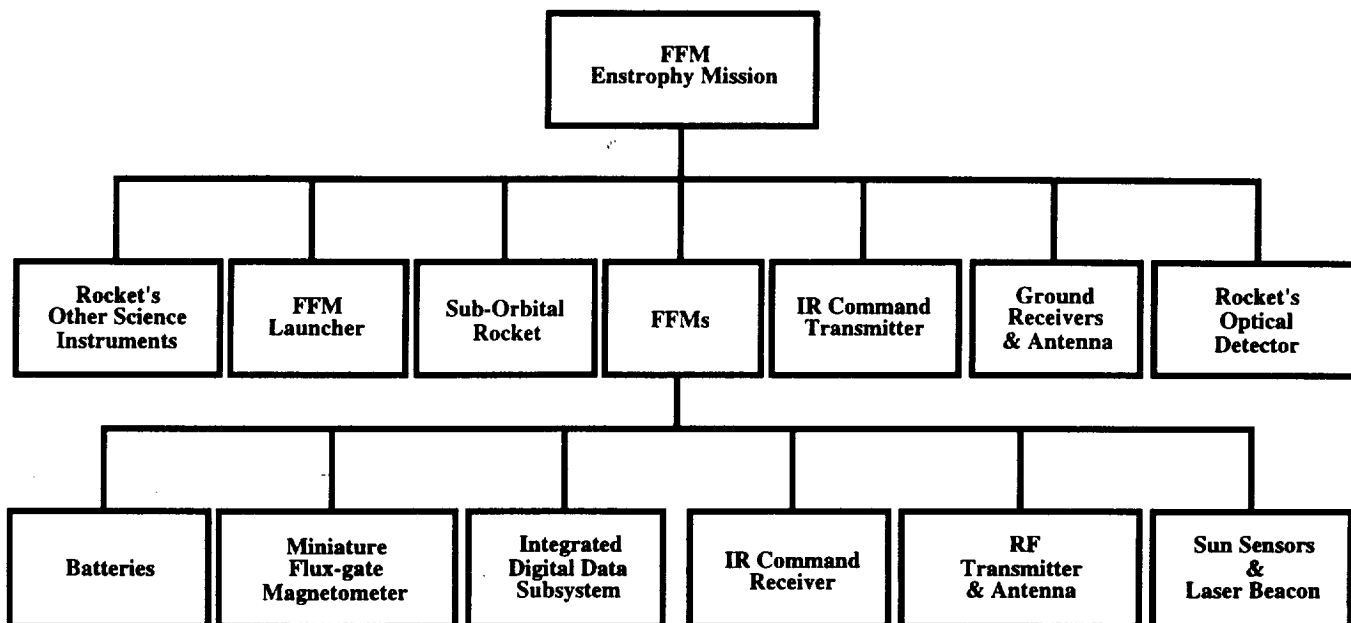 FFM
Enstrophy Mission
Rocket's
Other Science
Instruments
FFM
Launcher
Sub-Orbital
Rocket
FFMs
IR Command
Transmitter
Ground
Receivers
& Antenna
Rocket's
Optical
Detector
Batteries
Miniature
Flux-gate
Magnetometer
Integrated
Digital Data
Subsystem
IR Command
Receiver
RF
Transmitter
& Antenna
Sun Sensors
&
Laser Beacon